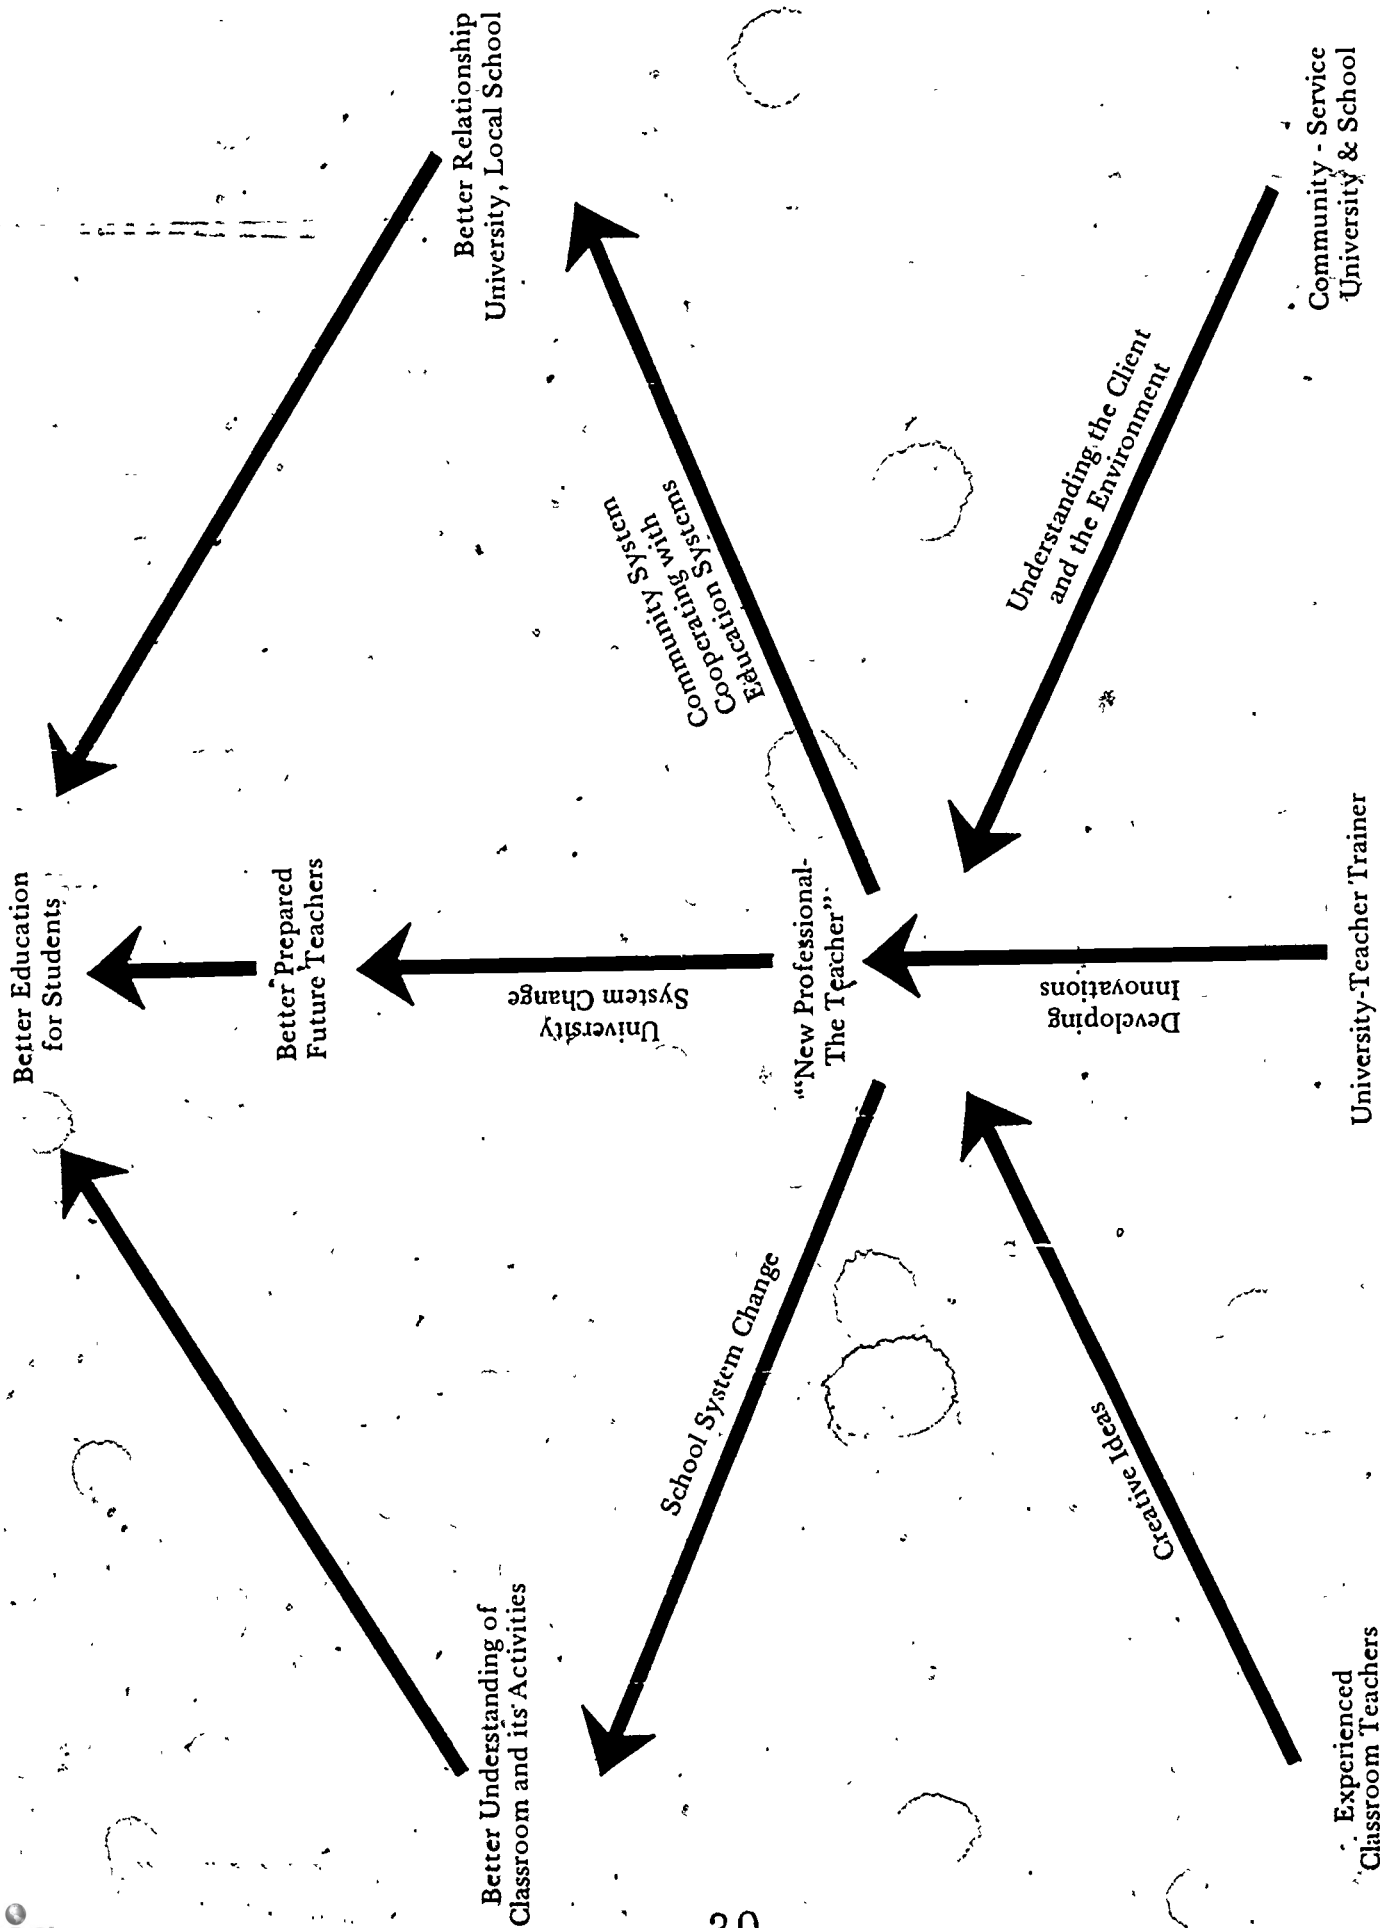 Better Education
for Students
Better Prepared
Future Teachers
Better Understanding of
Classroom and its Activities
Better Relationship
University, Local School
University
System Change
School System Change
Community System
Cooperating with
Education Systems
"New Professional-
The Teacher"
Creative Ideas
Developing
Innovations
Understanding the Client
and the Environment
Experienced
Classroom Teachers
University-Teacher Trainer
Community - Service
University & School